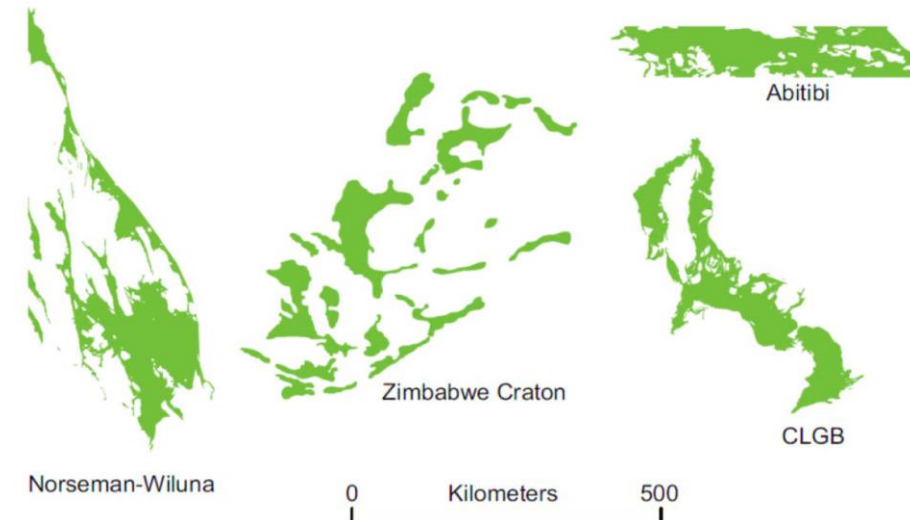 Abitibi
Zimbabwe Craton
CLGB
Norseman-Wiluna
0 Kilometers 500